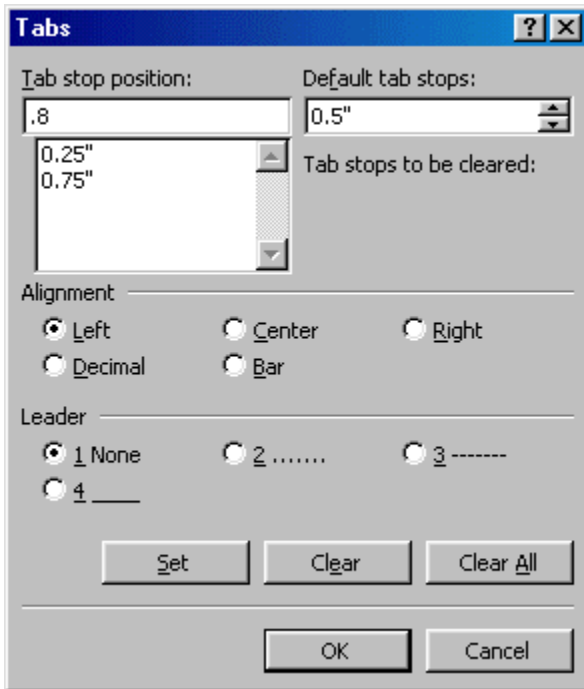 Tabs
Tab stop position: Default tab stops:
.8 0.5"
0.25" Tab stops to be cleared:
0.75"
Alignment
Left Center Right
Decimal Bar
Leader
1 None 2 ....... 3 -------
4 ____
Set Clear Clear All
OK Cancel